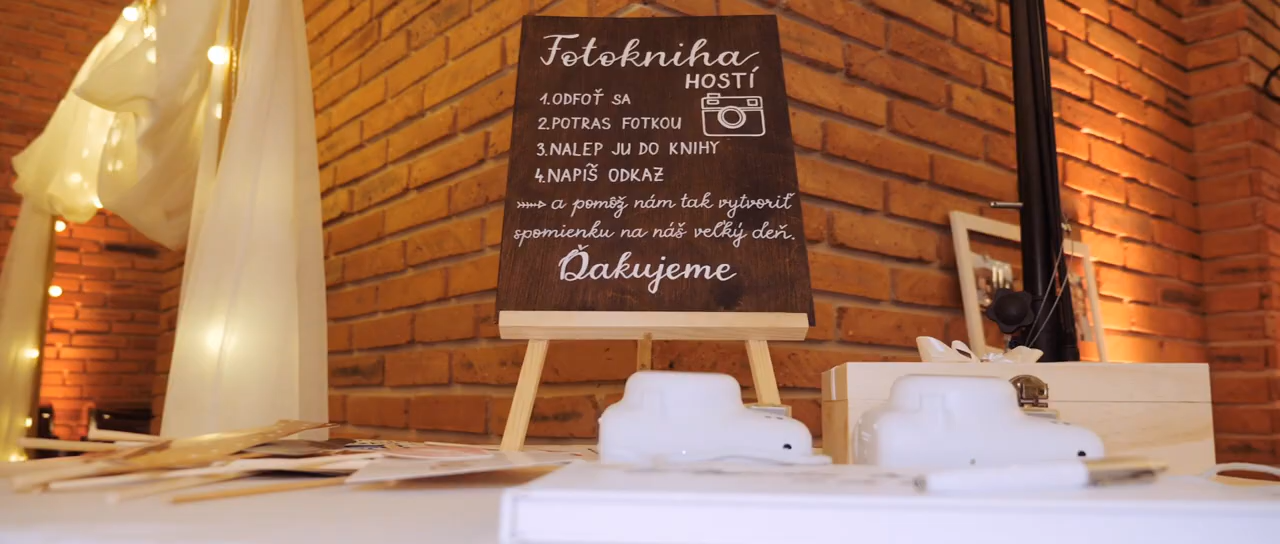 Fotokniha
HOSTÍ
1.ODFOŤ SA
2.POTRAS FOTKOU
3.NALEP JU DO KNIHY
4.NAPÍŠ ODKAZ
a pomôž nám tak vytvoriť
spomienku na náš veľký deň.
Ďakujeme